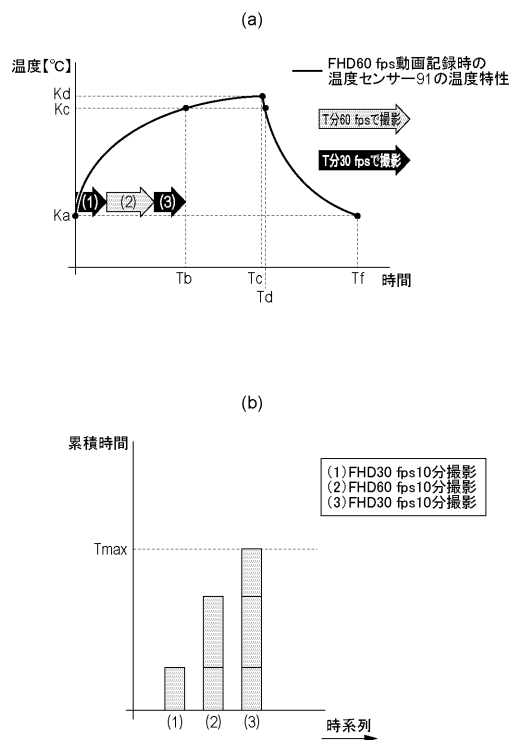 (a)
温度【℃】
FHD60 fps動画記録時の
温度センサー91の温度特性
Kd
Kc
T分60 fpsで撮影
T分30 fpsで撮影
(1)
(2)
(3)
Ka
Tb
Tc
Td
Tf
時間
(b)
累積時間
(1)FHD30 fps10分撮影
(2)FHD60 fps10分撮影
(3)FHD30 fps10分撮影
Tmax
(1)
(2)
(3)
時系列